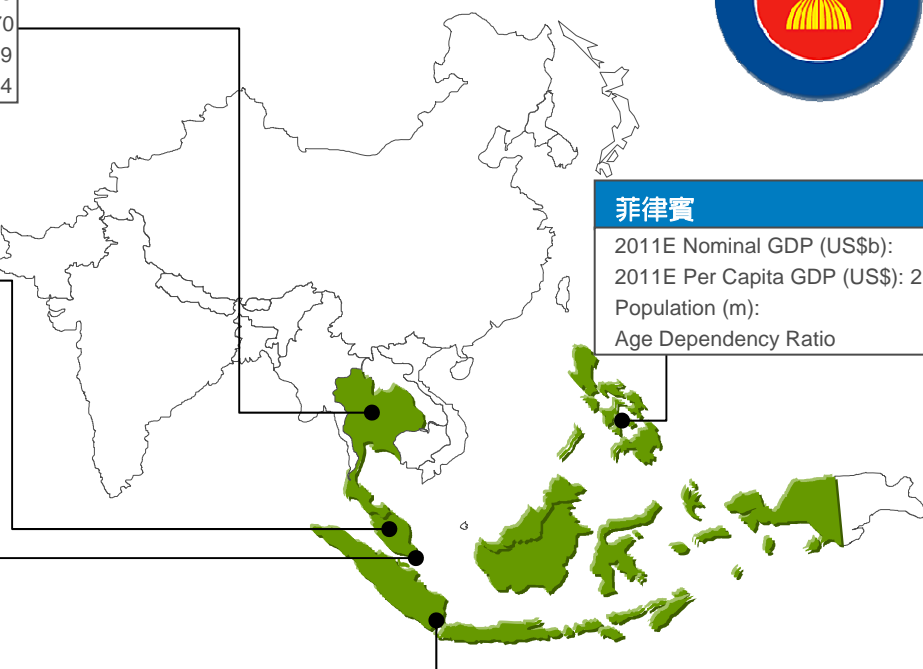 70
9
4
菲律賓
2011E Nominal GDP (US$b):
2011E Per Capita GDP (US$): 2
Population (m):
Age Dependency Ratio